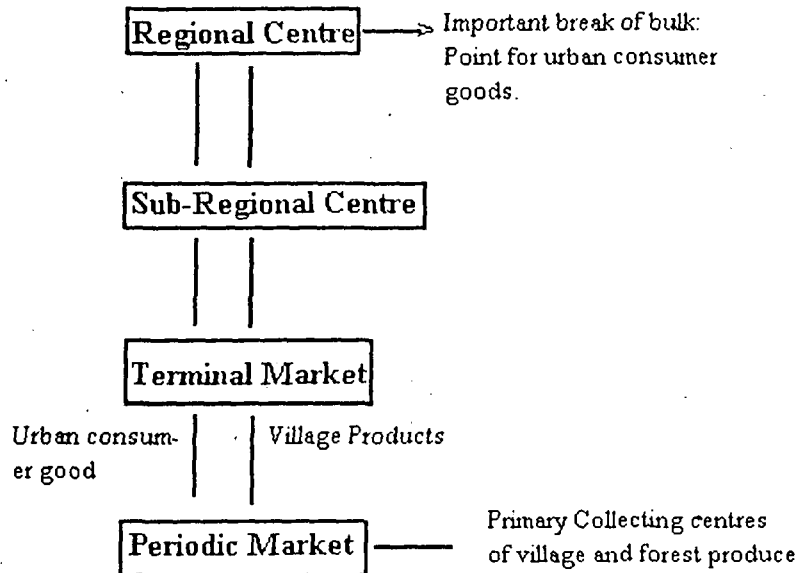 Regional Centre
Important break of bulk:
Point for urban consumer
goods.
Sub-Regional Centre
Terminal Market
Urban consum-
er good
Village Products
Periodic Market
Primary Collecting centres
of village and forest produce